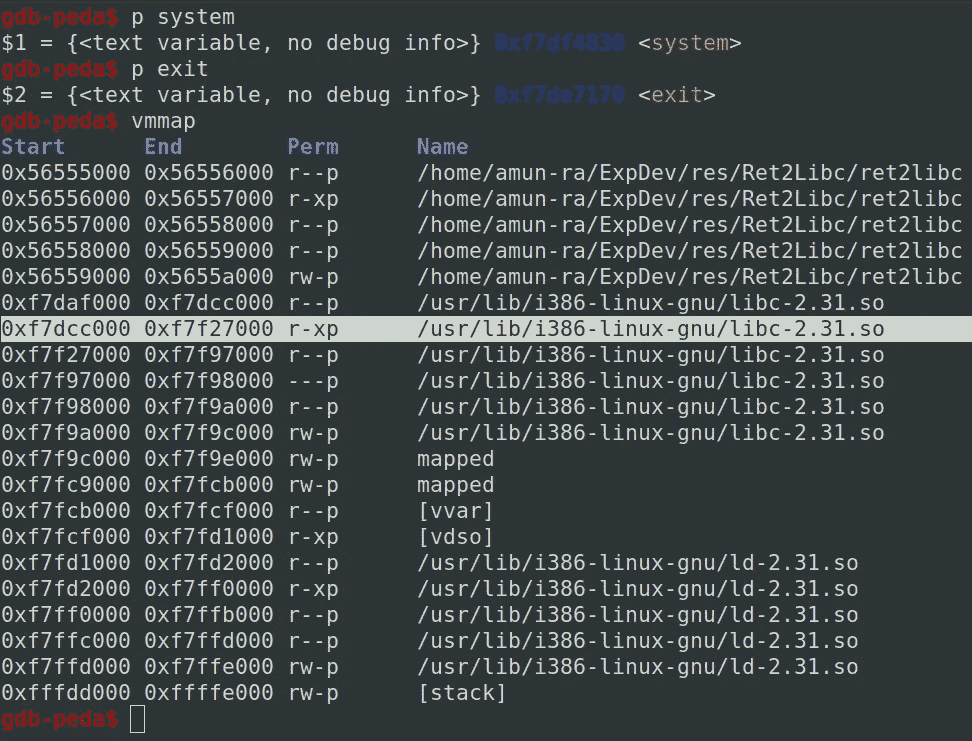 gdb-peda$ p system
$1 = {<text variable, no debug info>} 0xf7df4830 <system>
gdb-peda$ p exit
$2 = {<text variable, no debug info>} 0xf7de7170 <exit>
gdb-peda$ vmmap
Start End Perm Name
0x56555000 0x56556000 r--p /home/amun-ra/ExpDev/res/Ret2Libc/ret2libc
0x56556000 0x56557000 r-xp /home/amun-ra/ExpDev/res/Ret2Libc/ret2libc
0x56557000 0x56558000 r--p /home/amun-ra/ExpDev/res/Ret2Libc/ret2libc
0x56558000 0x56559000 r--p /home/amun-ra/ExpDev/res/Ret2Libc/ret2libc
0x56559000 0x5655a000 rw-p /home/amun-ra/ExpDev/res/Ret2Libc/ret2libc
0xf7daf000 0xf7dcc000 r--p /usr/lib/i386-linux-gnu/libc-2.31.so
0xf7dcc000 0xf7f27000 r-xp /usr/lib/i386-linux-gnu/libc-2.31.so
0xf7f27000 0xf7f97000 r--p /usr/lib/i386-linux-gnu/libc-2.31.so
0xf7f97000 0xf7f98000 ---p /usr/lib/i386-linux-gnu/libc-2.31.so
0xf7f98000 0xf7f9a000 r--p /usr/lib/i386-linux-gnu/libc-2.31.so
0xf7f9a000 0xf7f9c000 rw-p /usr/lib/i386-linux-gnu/libc-2.31.so
0xf7f9c000 0xf7f9e000 rw-p mapped
0xf7fc9000 0xf7fcb000 rw-p mapped
0xf7fcb000 0xf7fcf000 r--p [vvar]
0xf7fcf000 0xf7fd1000 r-xp [vdso]
0xf7fd1000 0xf7fd2000 r--p /usr/lib/i386-linux-gnu/ld-2.31.so
0xf7fd2000 0xf7ff0000 r-xp /usr/lib/i386-linux-gnu/ld-2.31.so
0xf7ff0000 0xf7ffb000 r--p /usr/lib/i386-linux-gnu/ld-2.31.so
0xf7ffc000 0xf7ffd000 r--p /usr/lib/i386-linux-gnu/ld-2.31.so
0xf7ffd000 0xf7ffe000 rw-p /usr/lib/i386-linux-gnu/ld-2.31.so
0xfffdd000 0xffffe000 rw-p [stack]
gdb-peda$